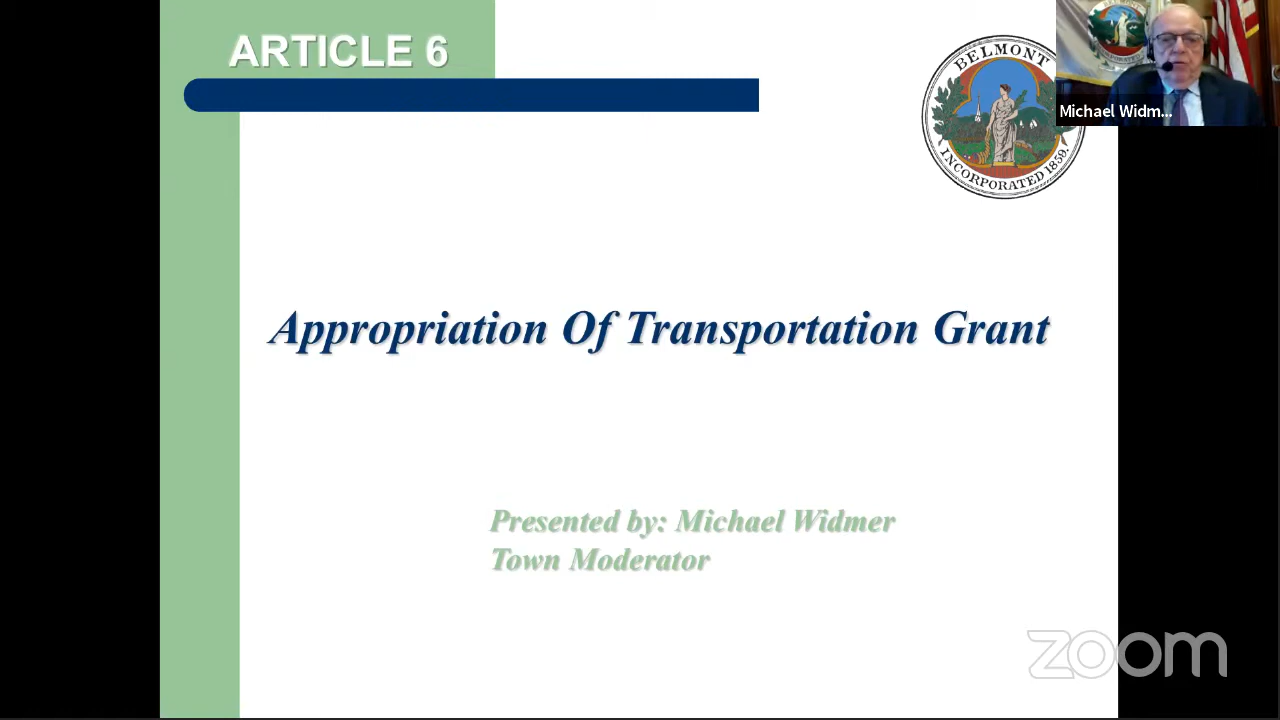 ARTICLE 6
BELMONT
INCORPORATED 1859.
Michael Widm...
Appropriation Of Transportation Grant
Presented by: Michael Widmer
Town Moderator
zoom